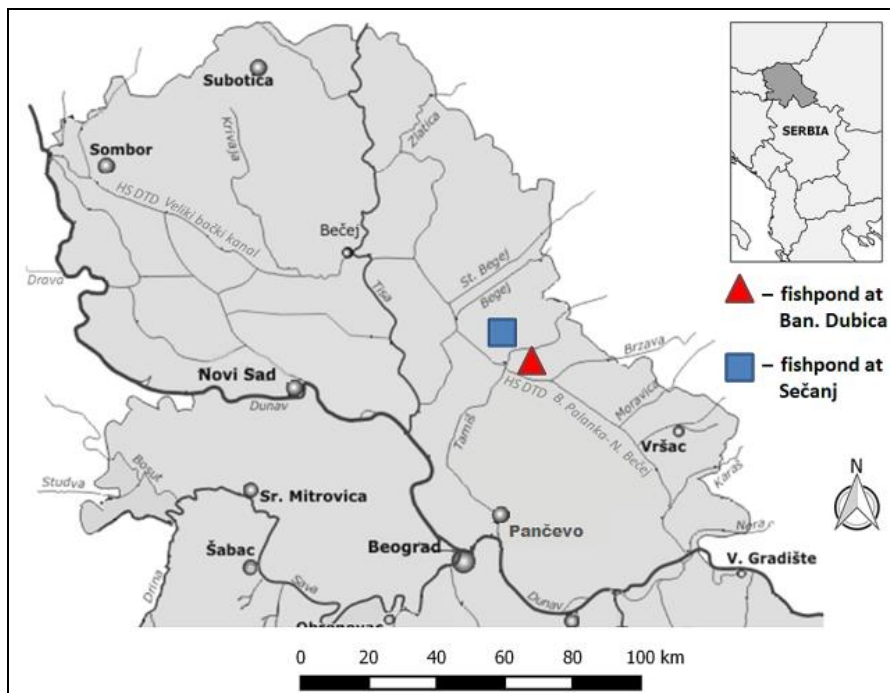 Subotica
Sombor
Krivaja
Zlatica
HS DTD Veliki bački kanal
Bečej
St. Begej
Begej
Drava
Tisa
Brzava
Novi Sad
Dunav
HS DTD B. Palanka- N. Bečej
Moravica
Tamiš
Vršac
Karaš
Bosut
Studva
Sr. Mitrovica
Pančevo
Nera
Beograd
Šabac
V. Gradište
Drina
Sava
Dunav
Obrenovac
SERBIA
– fishpond at
Ban. Dubica
– fishpond at
Sečanj
N
0 20 40 60 80 100 km